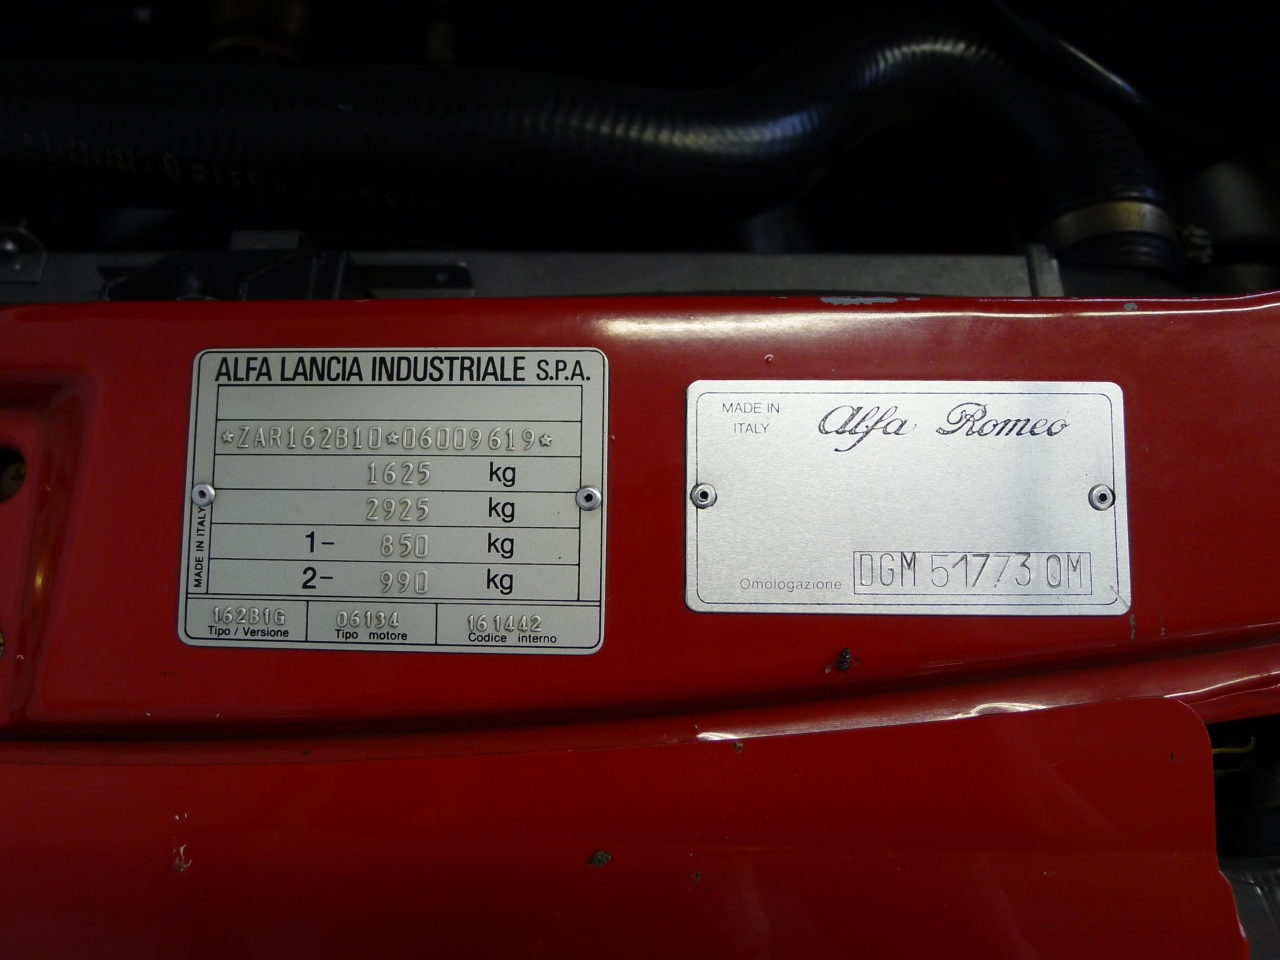 ALFA LANCIA INDUSTRIALE S.P.A.
*ZAR162B10*06009619*
1625 kg
2925 kg
1- 850 kg
2- 990 kg
MADE IN ITALY
162B1G 06134 161442
Tipo / Versione Tipo motore Codice interno
MADE IN
ITALY
Alfa Romeo
Omologazione DGM 51773 OM